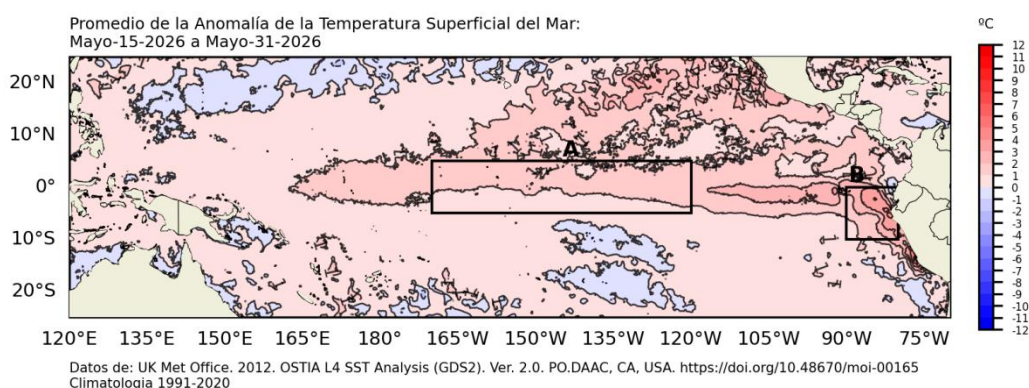 Promedio de la Anomalía de la Temperatura Superficial del Mar:
Mayo-15-2026 a Mayo-31-2026
ºC
20°N
10°N
0°
10°S
20°S
A
B
12
11
10
9
8
7
6
5
4
3
2
1
0
-1
-2
-3
-4
-5
-6
-7
-8
-9
-10
-11
-12
120°E 135°E 150°E 165°E 180° 165°W 150°W 135°W 120°W 105°W 90°W 75°W
Datos de: UK Met Office. 2012. OSTIA L4 SST Analysis (GDS2). Ver. 2.0. PO.DAAC, CA, USA. https://doi.org/10.48670/moi-00165
Climatologia 1991-2020